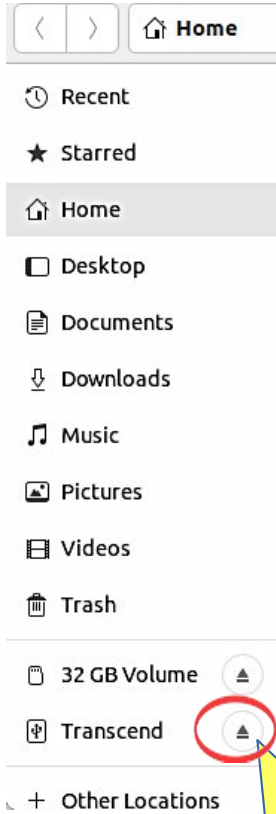 Home
Recent
Starred
Home
Desktop
Documents
Downloads
Music
Pictures
Videos
Trash
32 GB Volume
Transcend
+ Other Locations